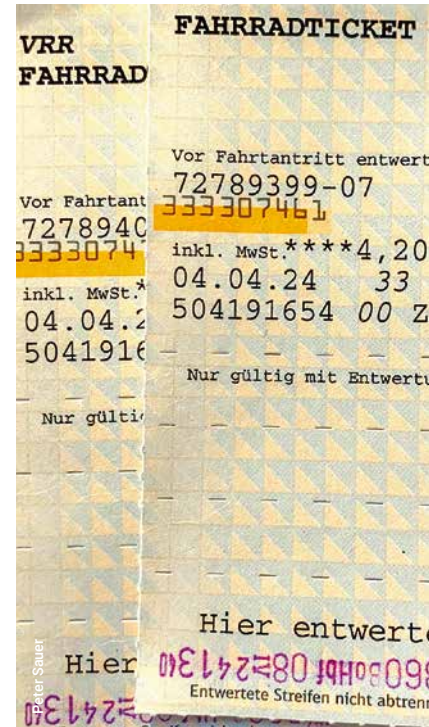 VRR
FAHRRAD
Vor Fahrtant
7278940
inkl. MwSt.*
04.04.2
504191
Nur gülti
Hier
FAHRRADTICKET
Vor Fahrtantritt entwert
72789399-07
333307461
inkl. MwSt.****4,20
04.04.24 33
504191654 00 Z
Nur gültig mit Entwertu
Hier entwerte
Entwertete Streifen nicht abtrenn
Peter Sauer